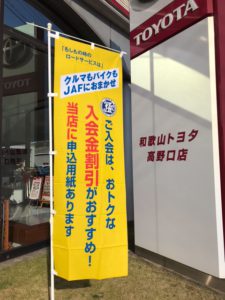 「もしもの時の
ロードサービスは」
クルマもバイクも
JAFにおまかせ
ご入会は、おトクな
入会金割引がおすすめ!
当店に申込用紙あります
TOYOTA
和歌山トヨタ
高野口店